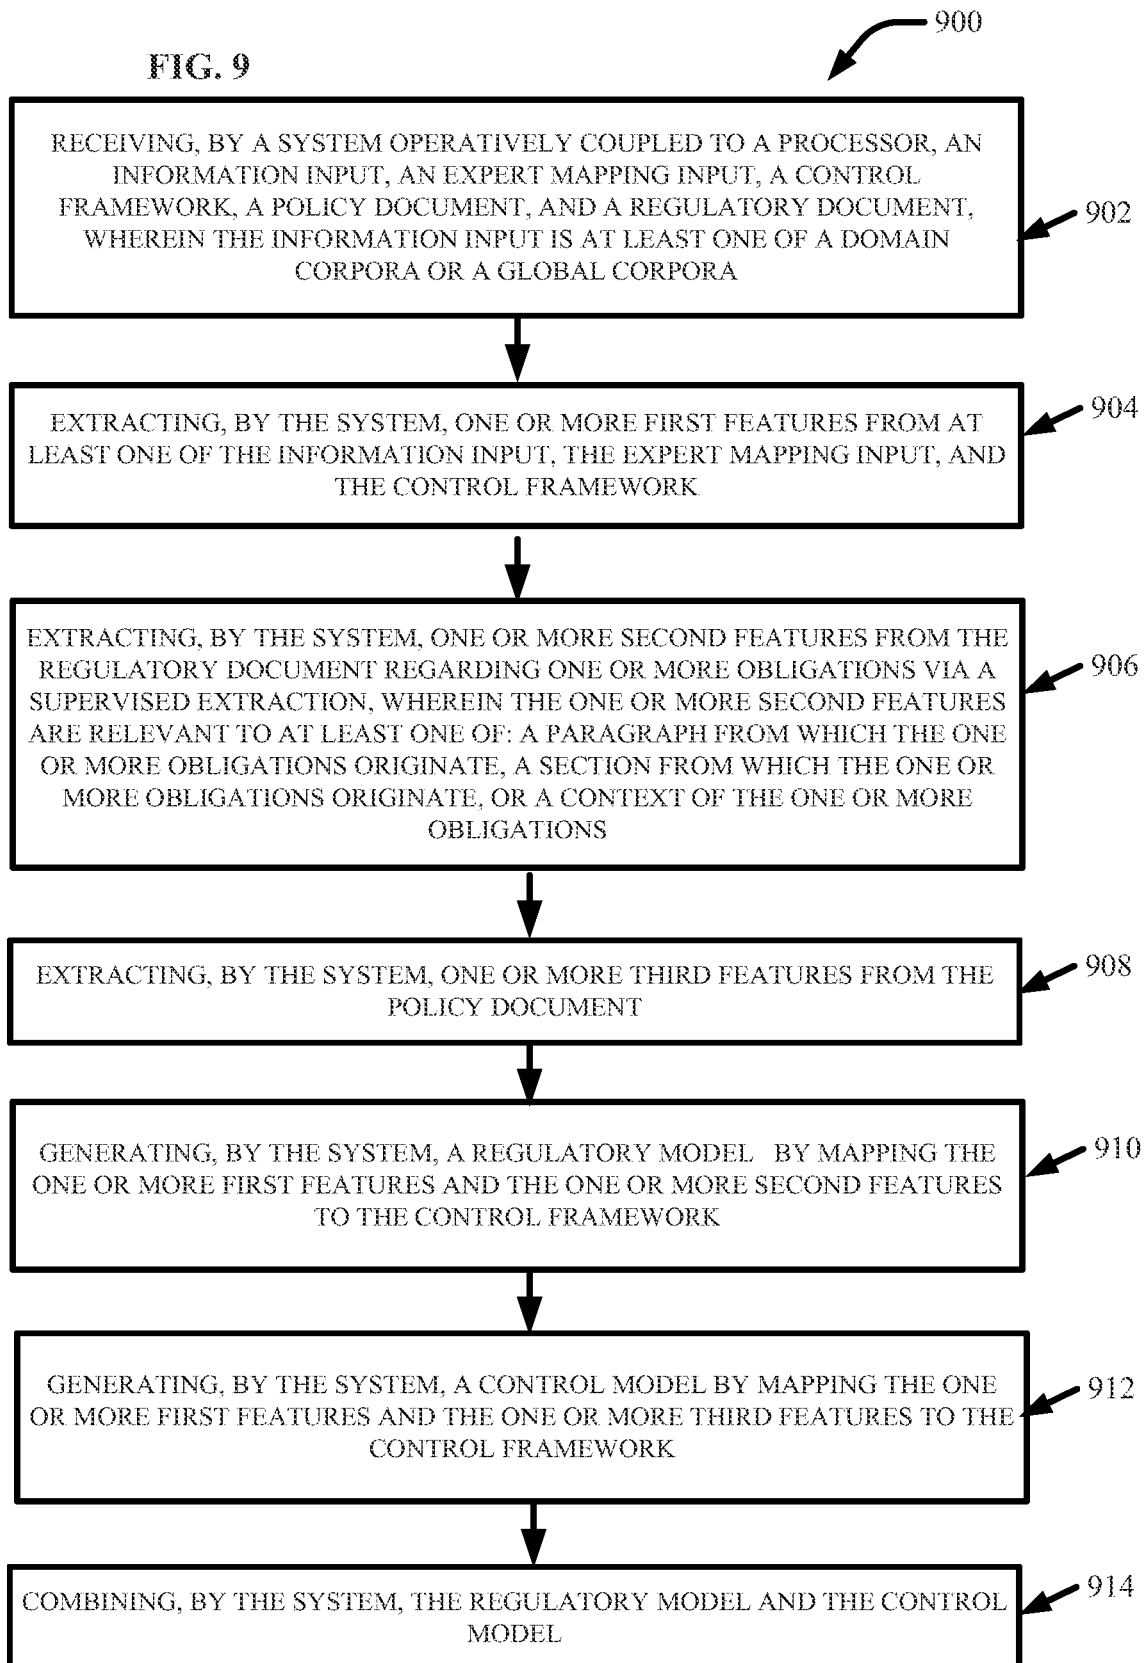 900
FIG. 9
RECEIVING, BY A SYSTEM OPERATIVELY COUPLED TO A PROCESSOR, AN
INFORMATION INPUT, AN EXPERT MAPPING INPUT, A CONTROL
FRAMEWORK, A POLICY DOCUMENT, AND A REGULATORY DOCUMENT,
WHEREIN THE INFORMATION INPUT IS AT LEAST ONE OF A DOMAIN
CORPORA OR A GLOBAL CORPORA
902
EXTRACTING, BY THE SYSTEM, ONE OR MORE FIRST FEATURES FROM AT
LEAST ONE OF THE INFORMATION INPUT, THE EXPERT MAPPING INPUT, AND
THE CONTROL FRAMEWORK
904
EXTRACTING, BY THE SYSTEM, ONE OR MORE SECOND FEATURES FROM THE
REGULATORY DOCUMENT REGARDING ONE OR MORE OBLIGATIONS VIA A
SUPERVISED EXTRACTION, WHEREIN THE ONE OR MORE SECOND FEATURES
ARE RELEVANT TO AT LEAST ONE OF: A PARAGRAPH FROM WHICH THE ONE
OR MORE OBLIGATIONS ORIGINATE, A SECTION FROM WHICH THE ONE OR
MORE OBLIGATIONS ORIGINATE, OR A CONTEXT OF THE ONE OR MORE
OBLIGATIONS
906
EXTRACTING, BY THE SYSTEM, ONE OR MORE THIRD FEATURES FROM THE
POLICY DOCUMENT
908
GENERATING, BY THE SYSTEM, A REGULATORY MODEL BY MAPPING THE
ONE OR MORE FIRST FEATURES AND THE ONE OR MORE SECOND FEATURES
TO THE CONTROL FRAMEWORK
910
GENERATING, BY THE SYSTEM, A CONTROL MODEL BY MAPPING THE ONE
OR MORE FIRST FEATURES AND THE ONE OR MORE THIRD FEATURES TO THE
CONTROL FRAMEWORK
912
COMBINING, BY THE SYSTEM, THE REGULATORY MODEL AND THE CONTROL
MODEL
914